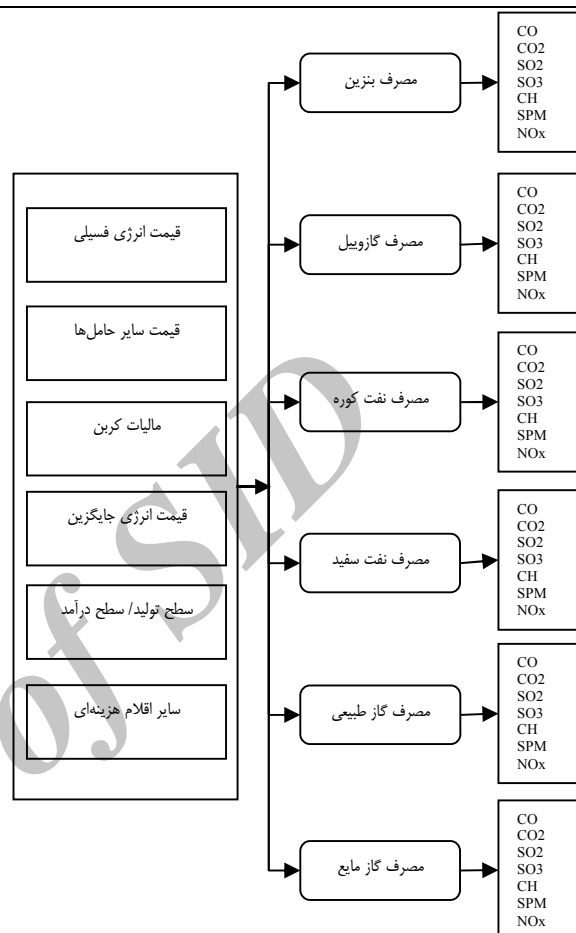 قیمت انرژی فسیلی
قیمت سایر حامل‌ها
مالیات کربن
قیمت انرژی جایگزین
سطح تولید/ سطح درآمد
سایر اقلام هزینه‌ای
مصرف بنزین
CO
CO2
SO2
SO3
CH
SPM
NOx
مصرف گازوییل
CO
CO2
SO2
SO3
CH
SPM
NOx
مصرف نفت کوره
CO
CO2
SO2
SO3
CH
SPM
NOx
مصرف نفت سفید
CO
CO2
SO2
SO3
CH
SPM
NOx
مصرف گاز طبیعی
CO
CO2
SO2
SO3
CH
SPM
NOx
مصرف گاز مایع
CO
CO2
SO2
SO3
CH
SPM
NOx
of SID